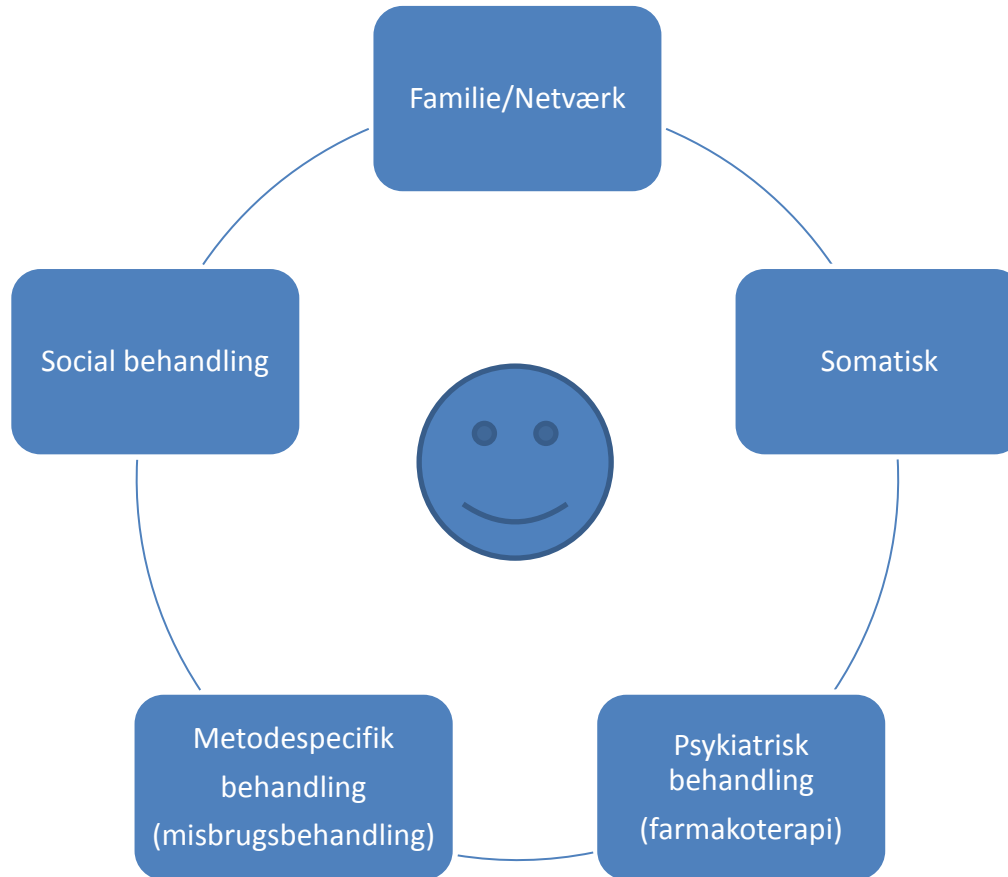 Familie/Netværk
Social behandling
Somatisk
Metodespecifik
behandling
(misbrugsbehandling)
Psykiatrisk
behandling
(farmakoterapi)